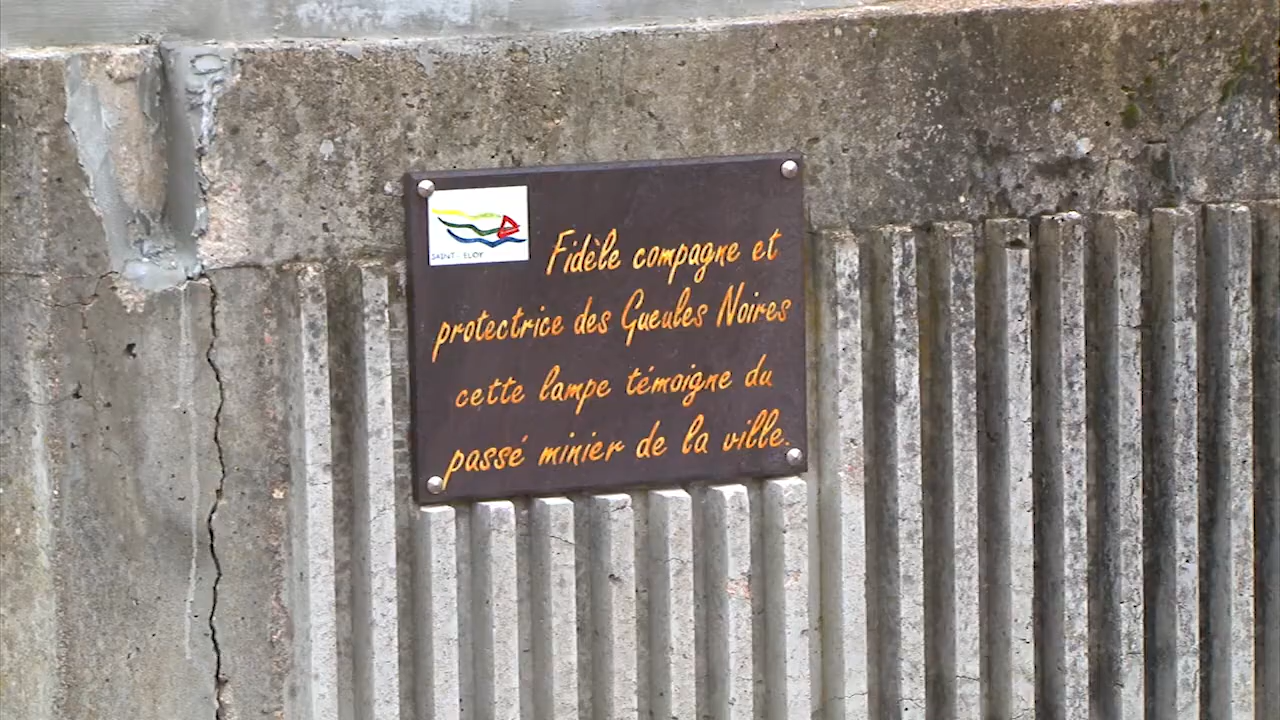 SAINT - ELOY
Fidèle compagne et
protectrice des Gueules Noires
cette lampe témoigne du
passé minier de la ville.